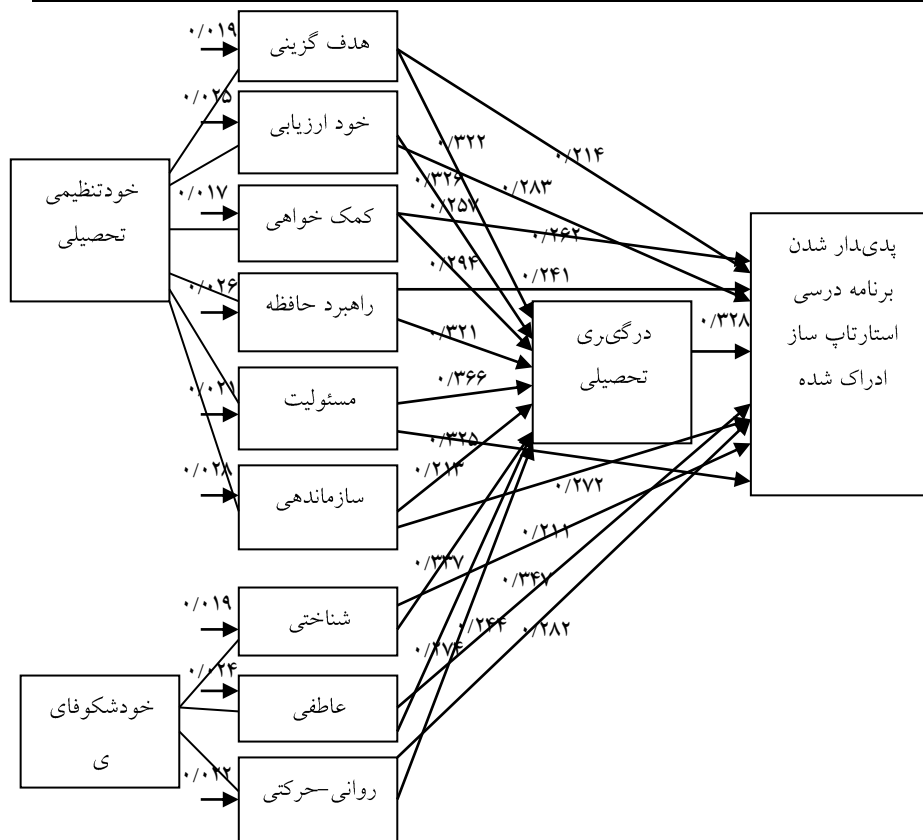 ۰/۰۱۹
هدف گزینی
۰/۰۲۵
خود ارزیابی
۰/۳۲۲
۰/۲۱۴
خودتنظیمی
تحصیلی
۰/۰۱۷
کمک خواهی
۰/۳۲۶
۰/۲۵۷
۰/۲۸۳
۰/۲۶۲
پدیدار شدن
برنامه درسی
استارتاپ ساز
ادراک شده
۰/۰۲۶
راهبرد حافظه
۰/۲۹۴
۰/۲۴۱
۰/۳۲۱
درگیری
تحصیلی
۰/۳۲۸
۰/۰۲۱
مسئولیت
۰/۳۶۶
۰/۳۲۵
۰/۰۲۸
سازماندهی
۰/۲۱۳
۰/۲۷۲
۰/۲۱۱
۰/۳۳۷
۰/۳۴۷
۰/۰۱۹
شناختی
۰/۲۴۴
۰/۲۸۲
۰/۲۷۴
خودشکوفای
ی
۰/۰۲۴
عاطفی
۰/۰۲۲
روانی-حرکتی